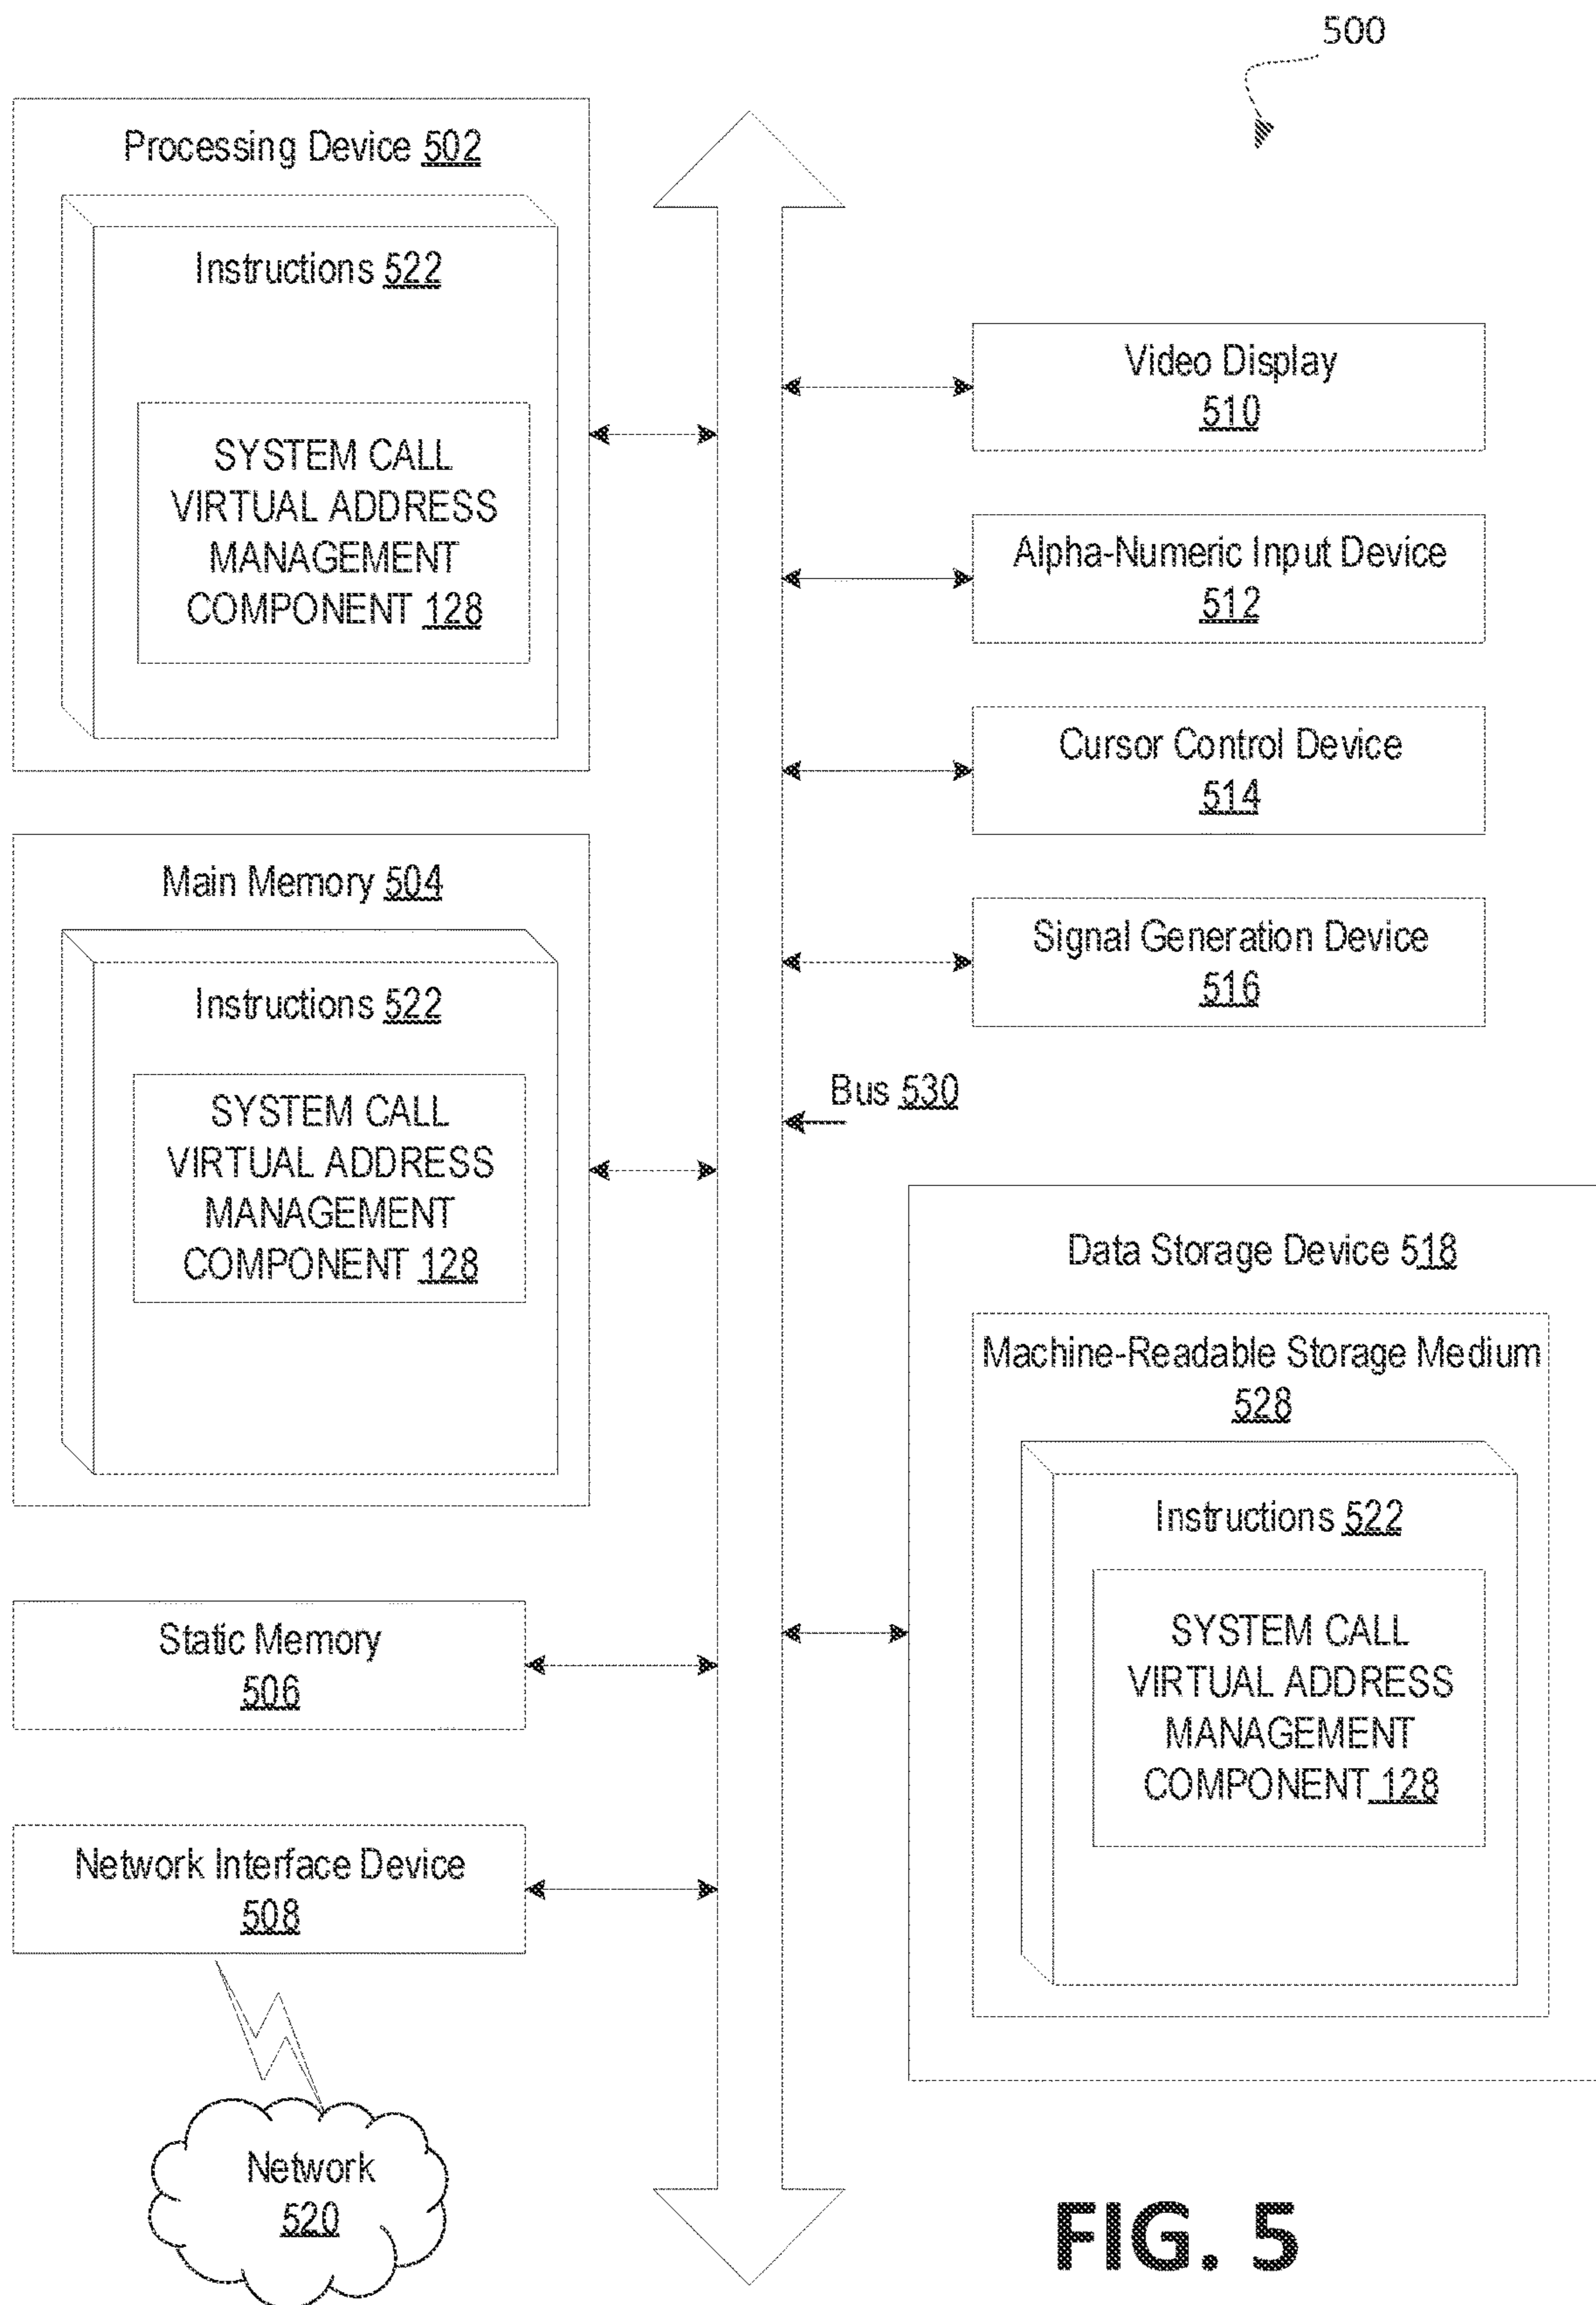 500
Processing Device 502
Instructions 522
SYSTEM CALL
VIRTUAL ADDRESS
MANAGEMENT
COMPONENT 128
Main Memory 504
Instructions 522
SYSTEM CALL
VIRTUAL ADDRESS
MANAGEMENT
COMPONENT 128
Static Memory
506
Network Interface Device
508
Network
520
Video Display
510
Alpha-Numeric Input Device
512
Cursor Control Device
514
Signal Generation Device
516
Bus 530
Data Storage Device 518
Machine-Readable Storage Medium
528
Instructions 522
SYSTEM CALL
VIRTUAL ADDRESS
MANAGEMENT
COMPONENT 128
FIG. 5